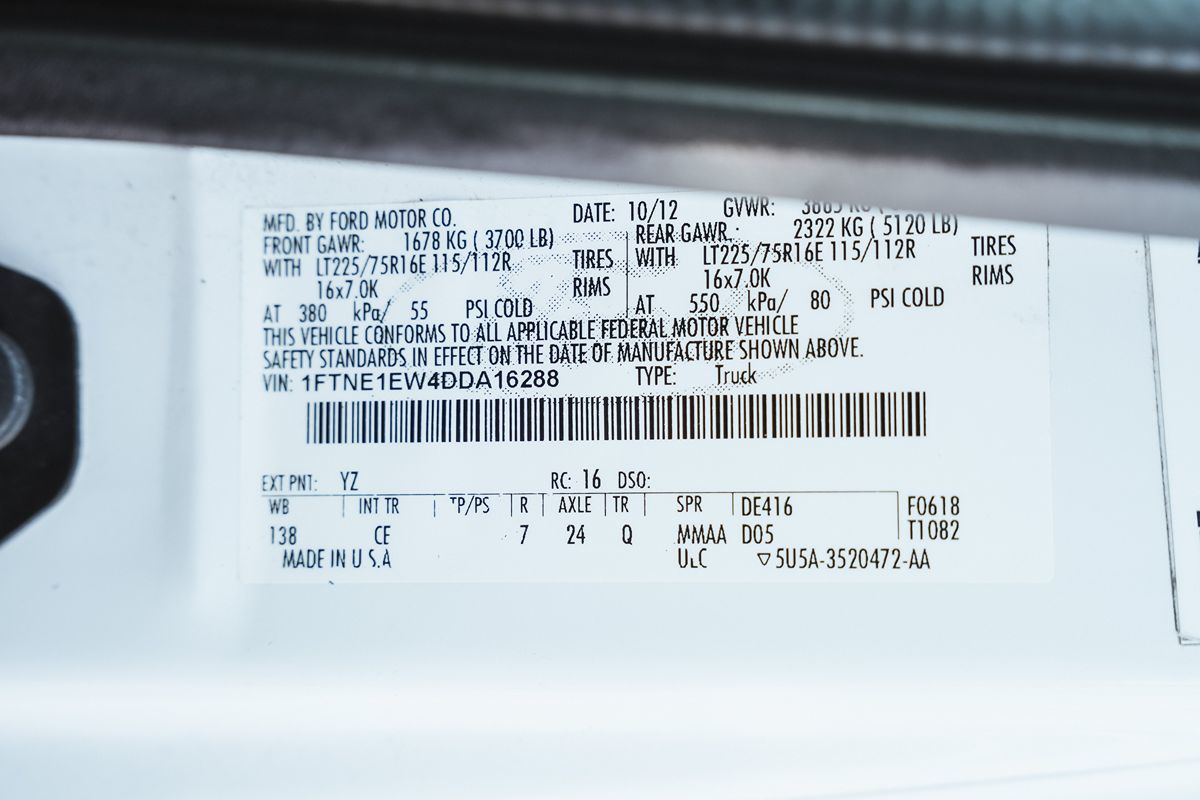 MFD. BY FORD MOTOR CO. DATE: 10/12 GVWR:
FRONT GAWR: 1678 KG ( 3700 LB) REAR GAWR.: 2322 KG ( 5120 LB)
WITH LT225/75R16E 115/112R TIRES WITH LT225/75R16E 115/112R TIRES
16x7.0K RIMS 16x7.0K RIMS
AT 380 kPa/ 55 PSI COLD AT 550 kPa/ 80 PSI COLD
THIS VEHICLE CONFORMS TO ALL APPLICABLE FEDERAL MOTOR VEHICLE
SAFETY STANDARDS IN EFFECT ON THE DATE OF MANUFACTURE SHOWN ABOVE.
VIN: 1FTNE1EW4DDA16288 TYPE: Truck
EXT PNT: YZ RC: 16 DSO:
WB INT TR TP/PS R AXLE TR SPR DE416 F0618
138 CE 7 24 Q MMAA D05 T1082
MADE IN U S.A ULC ▽5U5A-3520472-AA